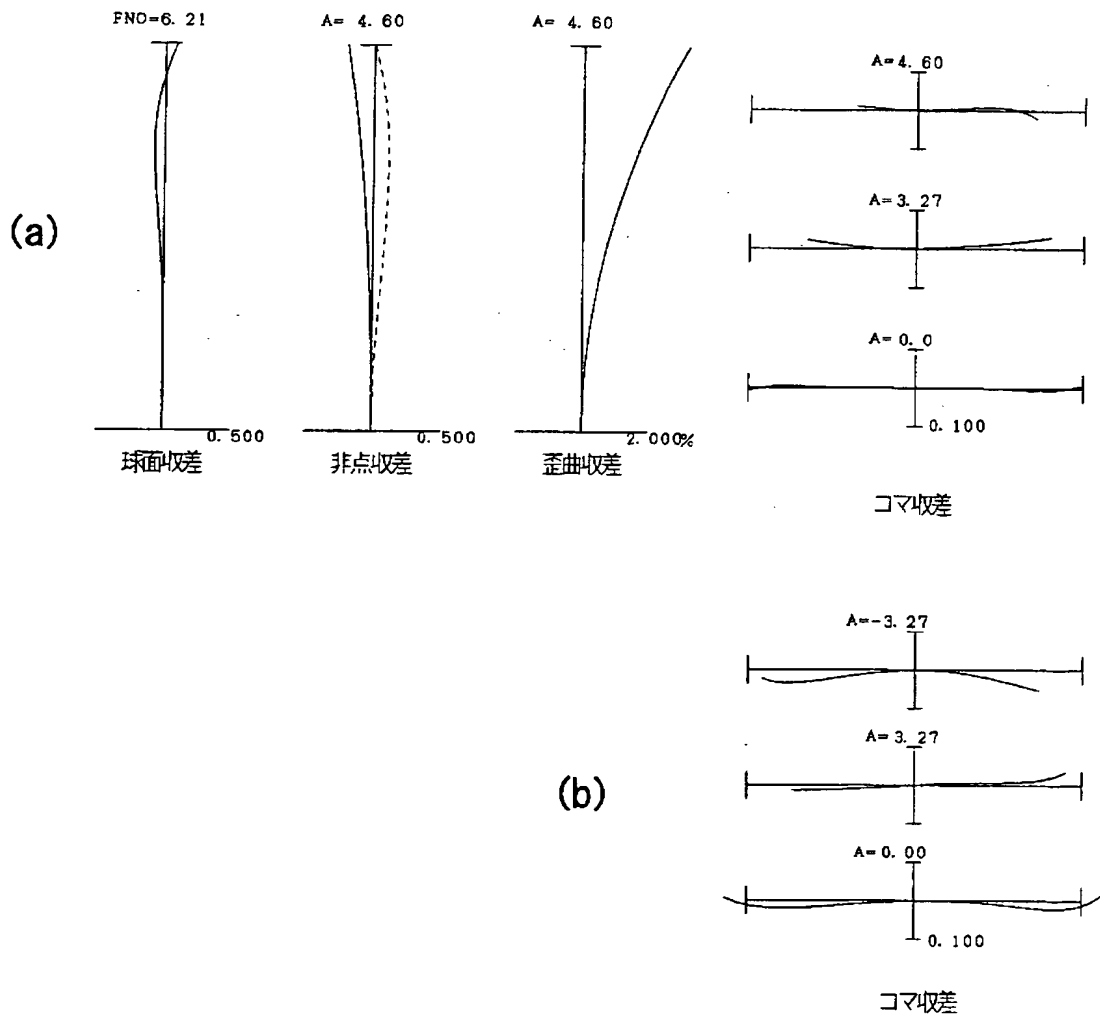 FNO=6. 21
A= 4. 60
A= 4. 60
A=4. 60
A=3. 27
(a)
A= 0. 0
0. 100
0. 500
0. 500
2. 000%
球面収差
非点収差
歪曲収差
コマ収差
A=-3. 27
A=3. 27
(b)
A=0. 00
0. 100
コマ収差